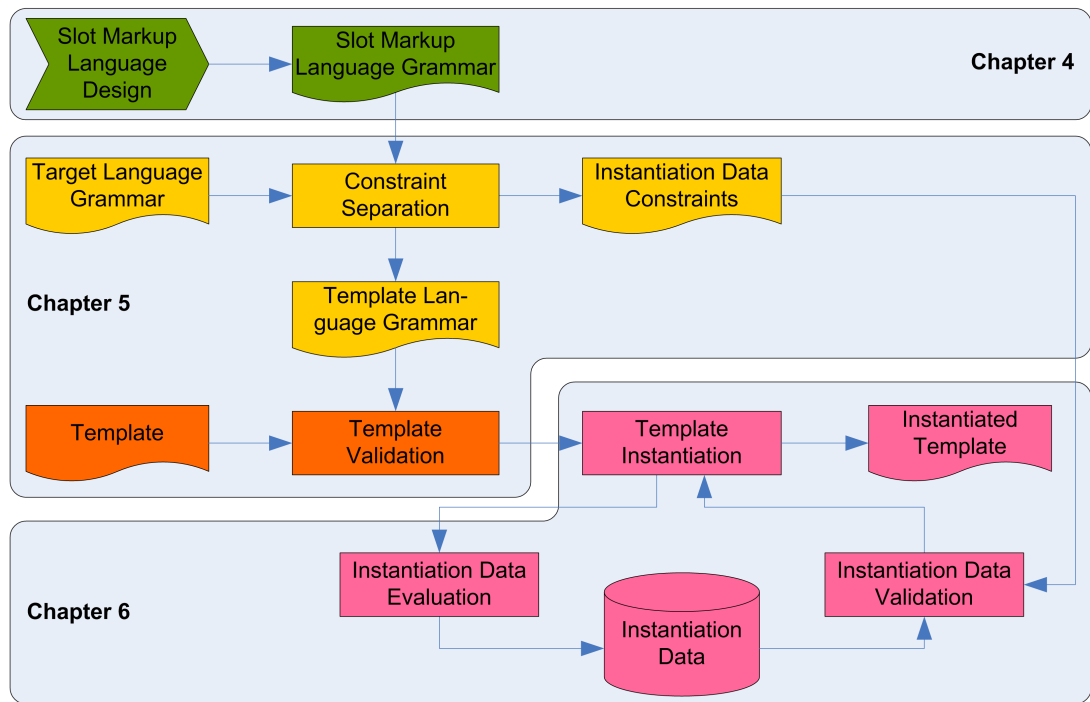 Slot Markup
Language
Design
Slot Markup
Language Grammar
Chapter 4
Target Language
Grammar
Constraint
Separation
Instantiation Data
Constraints
Chapter 5
Template Lan-
guage Grammar
Template
Template
Validation
Template
Instantiation
Instantiated
Template
Chapter 6
Instantiation Data
Evaluation
Instantiation
Data
Instantiation Data
Validation